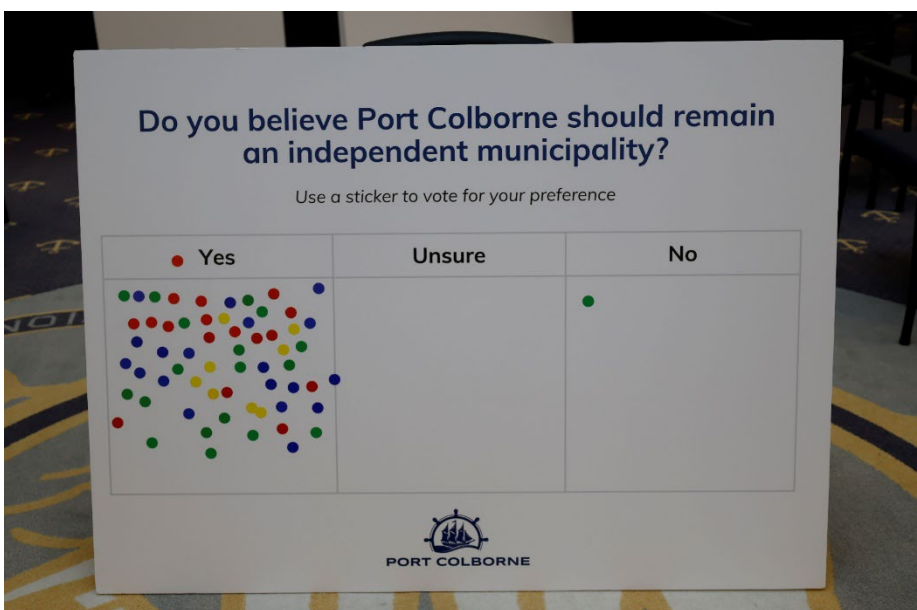 Do you believe Port Colborne should remain
an independent municipality?
Use a sticker to vote for your preference
Yes
Unsure
No
PORT COLBORNE